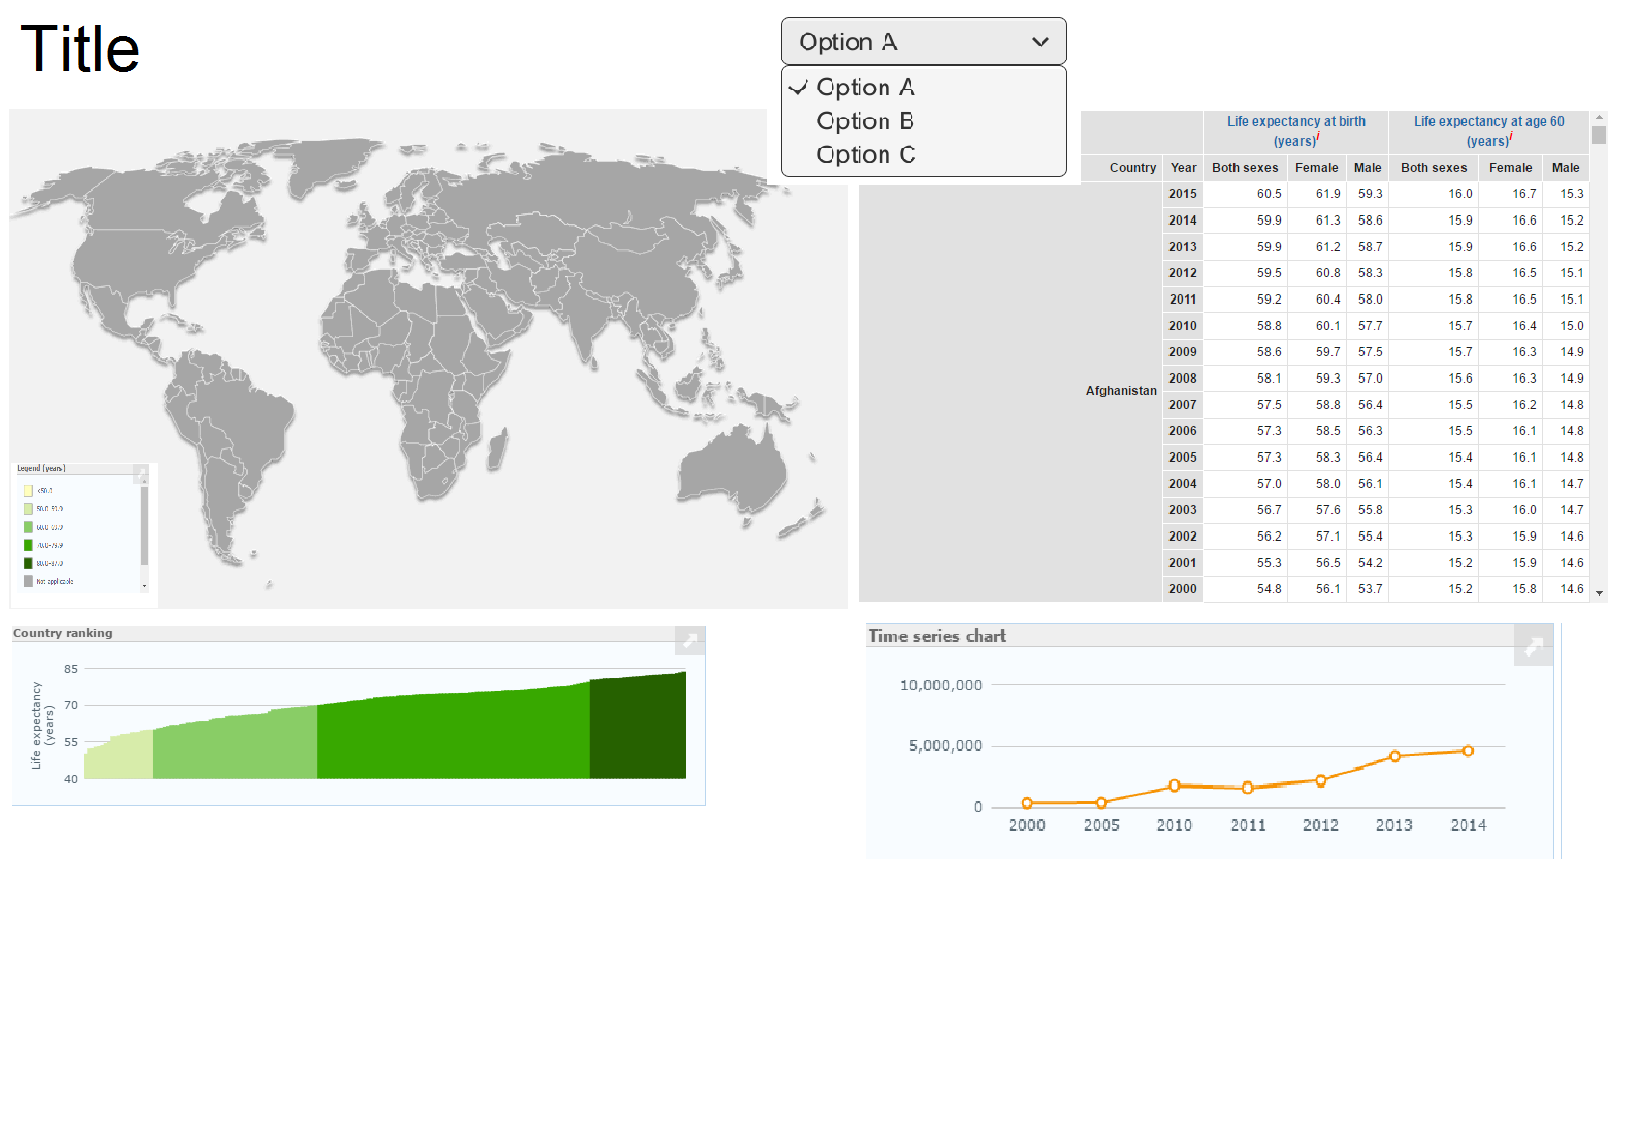 Title
Option A
Option A
Option B
Option C
Life expectancy at birth (years)i Life expectancy at age 60 (years)i
Country Year Both sexes Female Male Both sexes Female Male
Afghanistan
2015 60.5 61.9 59.3 16.0 16.7 15.3
2014 59.9 61.3 58.6 15.9 16.6 15.2
2013 59.9 61.2 58.7 15.9 16.6 15.2
2012 59.5 60.8 58.3 15.8 16.5 15.1
2011 59.2 60.4 58.0 15.8 16.5 15.1
2010 58.8 60.1 57.7 15.7 16.4 15.0
2009 58.6 59.7 57.5 15.7 16.3 14.9
2008 58.1 59.3 57.0 15.6 16.3 14.9
2007 57.5 58.8 56.4 15.5 16.2 14.8
2006 57.3 58.5 56.3 15.5 16.1 14.8
2005 57.3 58.3 56.4 15.4 16.1 14.8
2004 57.0 58.0 56.1 15.4 16.1 14.7
2003 56.7 57.6 55.8 15.3 16.0 14.7
2002 56.2 57.1 55.4 15.3 15.9 14.6
2001 55.3 56.5 54.2 15.2 15.9 14.6
2000 54.8 56.1 53.7 15.2 15.8 14.6
Legend (years)
<50.0
50.0-59.9
60.0-69.9
70.0-79.9
80.0-87.0
Not applicable
Country ranking
Life expectancy
(years)
85
70
55
40
Time series chart
10,000,000
5,000,000
0
2000 2005 2010 2011 2012 2013 2014